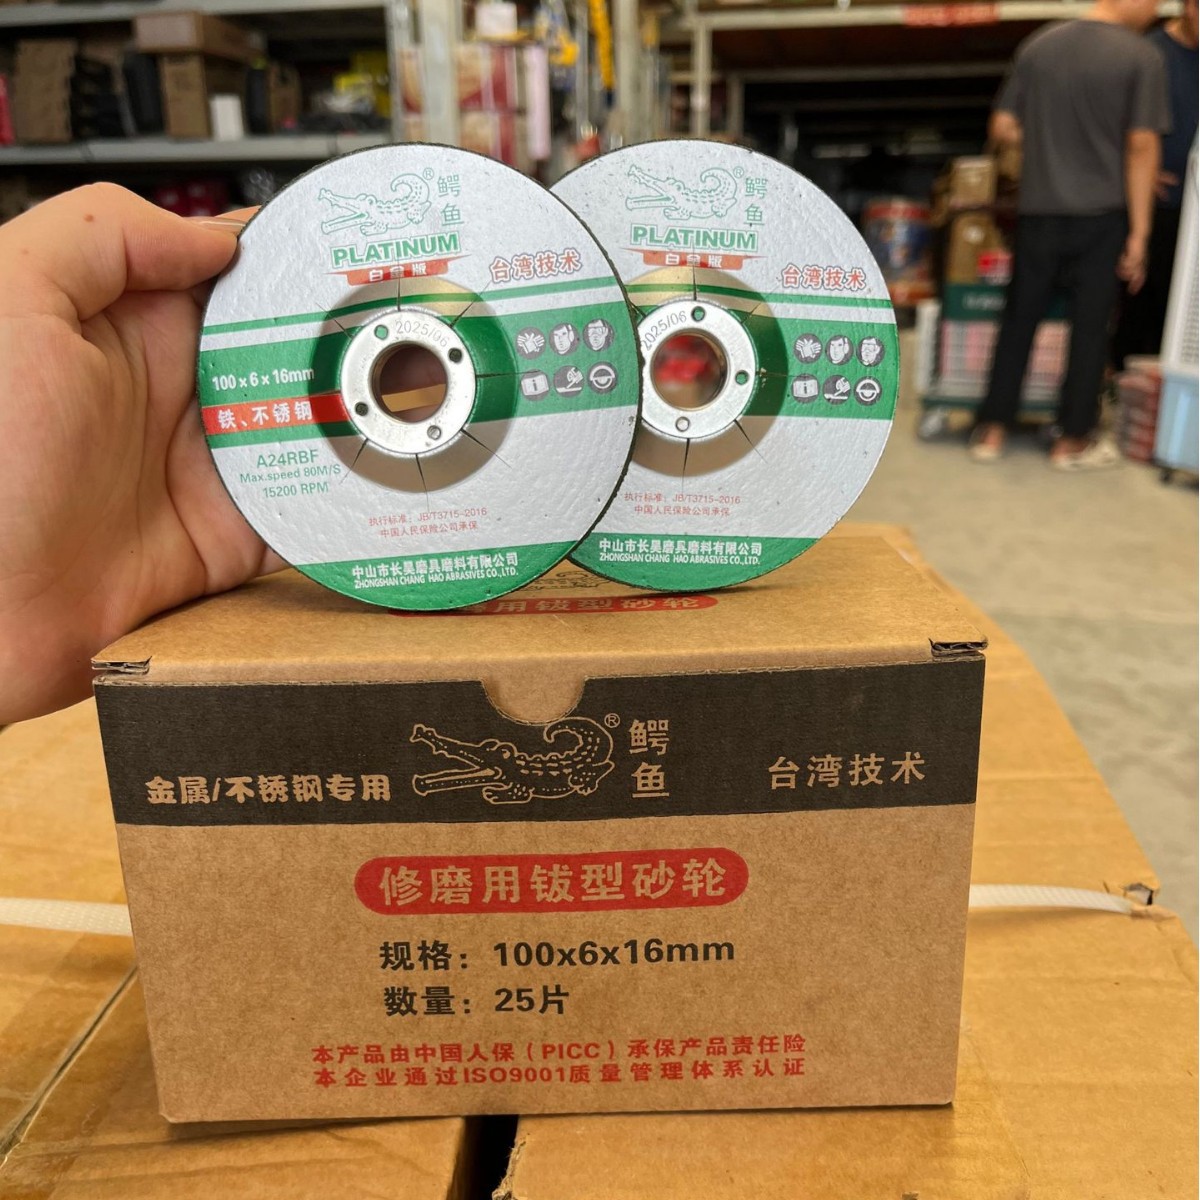 ® 鳄鱼
PLATINUM
白金版
台湾技术
2025/06
100 x 6 x 16mm
铁、不锈钢
A24RBF
Max.speed 80M/S
15200 RPM
执行标准：JB/T3715-2016
中国人民保险公司承保
中山市长昊磨具磨料有限公司
ZHONGSHAN CHANG HAO ABRASIVES CO.,LTD.
® 鳄鱼
PLATINUM
白金版
台湾技术
2025/06
执行标准：JB/T3715-2016
中国人民保险公司承保
中山市长昊磨具磨料有限公司
ZHONGSHAN CHANG HAO ABRASIVES CO.,LTD.
用钹型砂轮
金属/不锈钢专用
® 鳄鱼
台湾技术
修磨用钹型砂轮
规格：100x6x16mm
数量：25片
本产品由中国人保（PICC）承保产品责任险
本企业通过ISO9001质量管理体系认证